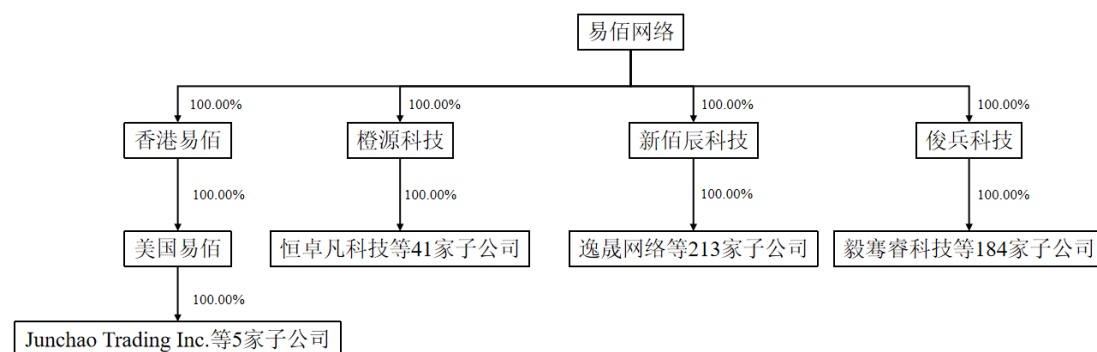 易佰网络
100.00%
100.00%
100.00%
100.00%
香港易佰
橙源科技
新佰辰科技
俊兵科技
100.00%
100.00%
100.00%
100.00%
美国易佰
恒卓凡科技等41家子公司
逸晟网络等213家子公司
毅骞睿科技等184家子公司
100.00%
Junchao Trading Inc.等5家子公司